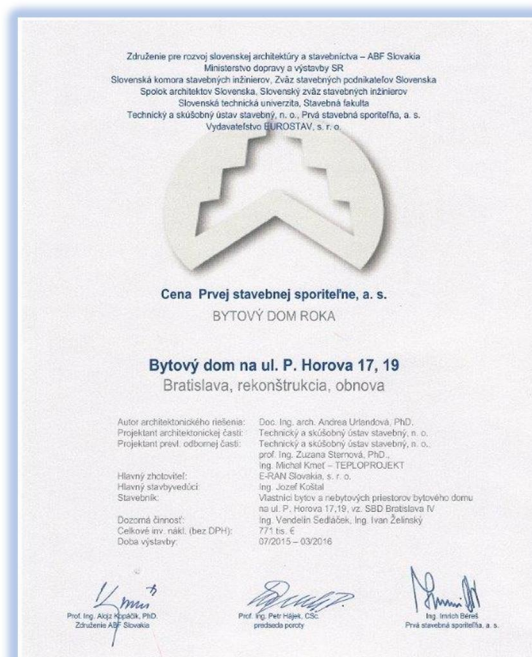 Združenie pre rozvoj slovenskej architektúry a stavebníctva – ABF Slovakia
Ministerstvo dopravy a výstavby SR
Slovenská komora stavebných inžinierov, Zväz stavebných podnikateľov Slovenska
Spolok architektov Slovenska, Slovenský zväz stavebných inžinierov
Slovenská technická univerzita, Stavebná fakulta
Technický a skúšobný ústav stavebný, n. o., Prvá stavebná sporiteľňa, a. s.
Vydavateľstvo EUROSTAV, s. r. o.
Cena Prvej stavebnej sporiteľne, a. s.
BYTOVÝ DOM ROKA
Bytový dom na ul. P. Horova 17, 19
Bratislava, rekonštrukcia, obnova
Autor architektonického riešenia: Doc. Ing. arch. Andrea Urlandová, PhD.
Projektant architektonickej časti: Technický a skúšobný ústav stavebný, n. o.
Projektant prevl. odbornej časti: Technický a skúšobný ústav stavebný, n. o.,
prof. Ing. Zuzana Sternová, PhD.,
Ing. Michal Kmeť – TEPLOPROJEKT
Hlavný zhotoviteľ: E-RAN Slovakia, s. r. o.
Hlavný stavbyvedúci: Ing. Jozef Koštal
Stavebník: Vlastníci bytov a nebytových priestorov bytového domu
na ul. P. Horova 17,19, vz. SBD Bratislava IV
Dozorná činnosť: Ing. Vendelín Sedláček, Ing. Ivan Želinský
Celkové inv. nákl. (bez DPH): 771 tis. €
Doba výstavby: 07/2015 – 03/2016
Prof. Ing. Alojz Kopáčik, PhD. Prof. Ing. Petr Hájek, CSc. Ing. Imrich Béreš
Združenie ABF Slovakia predseda poroty Prvá stavebná sporiteľňa, a. s.